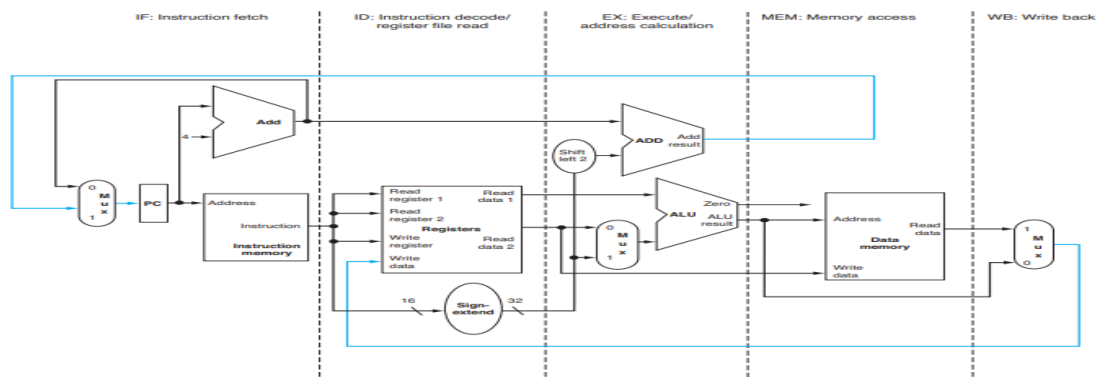 IF: Instruction fetch
ID: Instruction decode/
register file read
EX: Execute/
address calculation
MEM: Memory access
WB: Write back
Add
4
ADD
Add
result
Shift
left 2
0
M
u
x
1
PC
Address
Instruction
Instruction
memory
Read
register 1
Read
register 2
Write
register
Write
data
Registers
Read
data 1
Read
data 2
16
Sign-
extend
32
0
M
u
x
1
Zero
ALU
ALU
result
Address
Write
data
Data
memory
Read
data
1
M
u
x
0